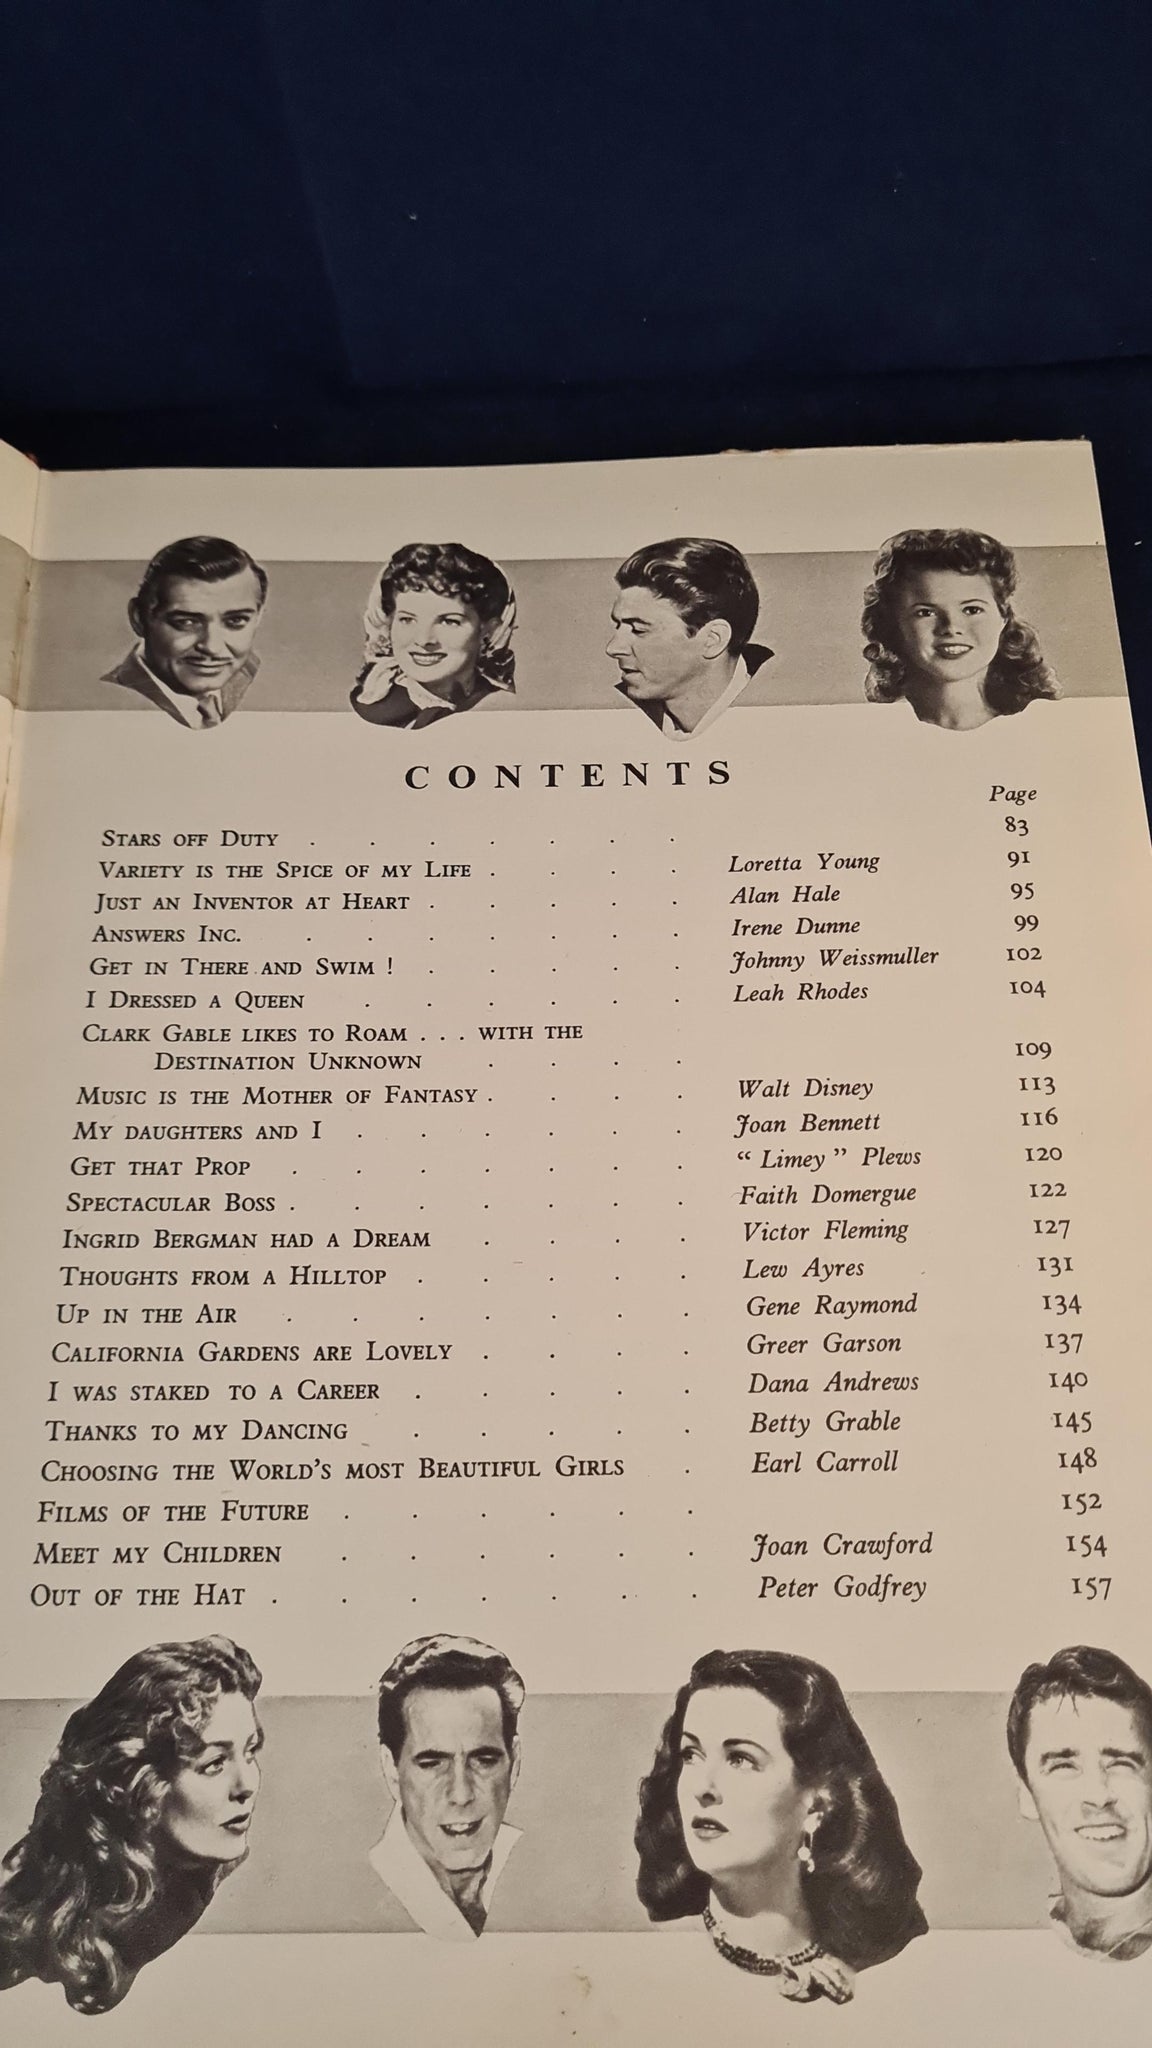 CONTENTS
Page
STARS OFF DUTY . . . . . . 83
VARIETY IS THE SPICE OF MY LIFE . . . . Loretta Young 91
JUST AN INVENTOR AT HEART . . . . . Alan Hale 95
ANSWERS INC. . . . . . . . Irene Dunne 99
GET IN THERE AND SWIM ! . . . . . Johnny Weissmuller 102
I DRESSED A QUEEN . . . . . . Leah Rhodes 104
CLARK GABLE LIKES TO ROAM . . . WITH THE
DESTINATION UNKNOWN . . . . 109
MUSIC IS THE MOTHER OF FANTASY . . . . Walt Disney 113
MY DAUGHTERS AND I . . . . . . Joan Bennett 116
GET THAT PROP . . . . . . . “ Limey ” Plews 120
SPECTACULAR BOSS . . . . . . . Faith Domergue 122
INGRID BERGMAN HAD A DREAM . . . . Victor Fleming 127
THOUGHTS FROM A HILLTOP . . . . . Lew Ayres 131
UP IN THE AIR . . . . . . . Gene Raymond 134
CALIFORNIA GARDENS ARE LOVELY . . . . Greer Garson 137
I WAS STAKED TO A CAREER . . . . . Dana Andrews 140
THANKS TO MY DANCING . . . . . Betty Grable 145
CHOOSING THE WORLD'S MOST BEAUTIFUL GIRLS . Earl Carroll 148
FILMS OF THE FUTURE . . . . . . 152
MEET MY CHILDREN . . . . . . Joan Crawford 154
OUT OF THE HAT . . . . . . . Peter Godfrey 157